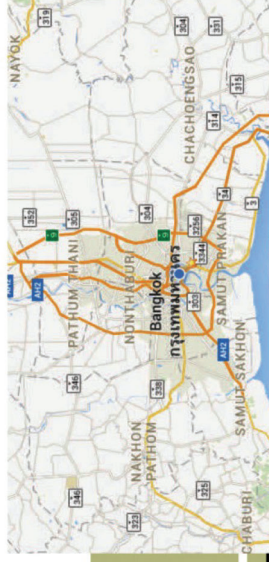 AH2
NAYOK
352
AH2
319
9
346
346
PATHUM THANI
305
NONTHABURI
323
NAKHON
PATHOM
304
338
Bangkok
กรุงเทพมหานคร
9
304
325
303
3344
3256
CHACHOENGSAO
314
331
AH2
SAMUT PRAKAN
34
315
SAMUT SAKHON
CHABURI
3